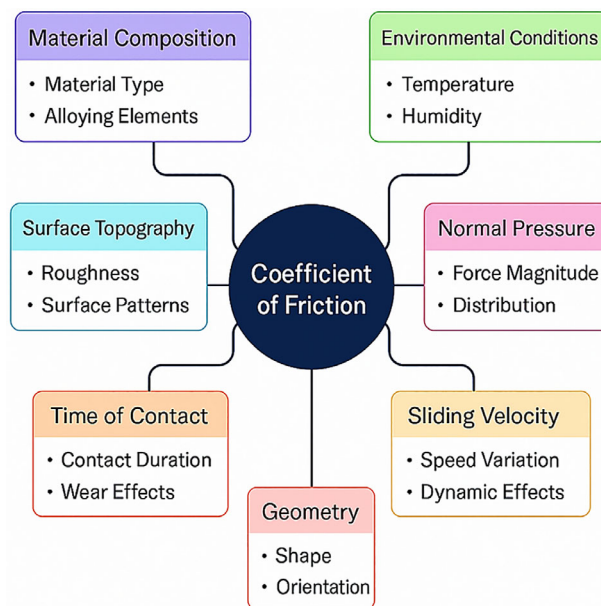 Material Composition
• Material Type
• Alloying Elements
Environmental Conditions
• Temperature
• Humidity
Surface Topography
• Roughness
• Surface Patterns
Coefficient
of Friction
Normal Pressure
• Force Magnitude
• Distribution
Time of Contact
• Contact Duration
• Wear Effects
Sliding Velocity
• Speed Variation
• Dynamic Effects
Geometry
• Shape
• Orientation